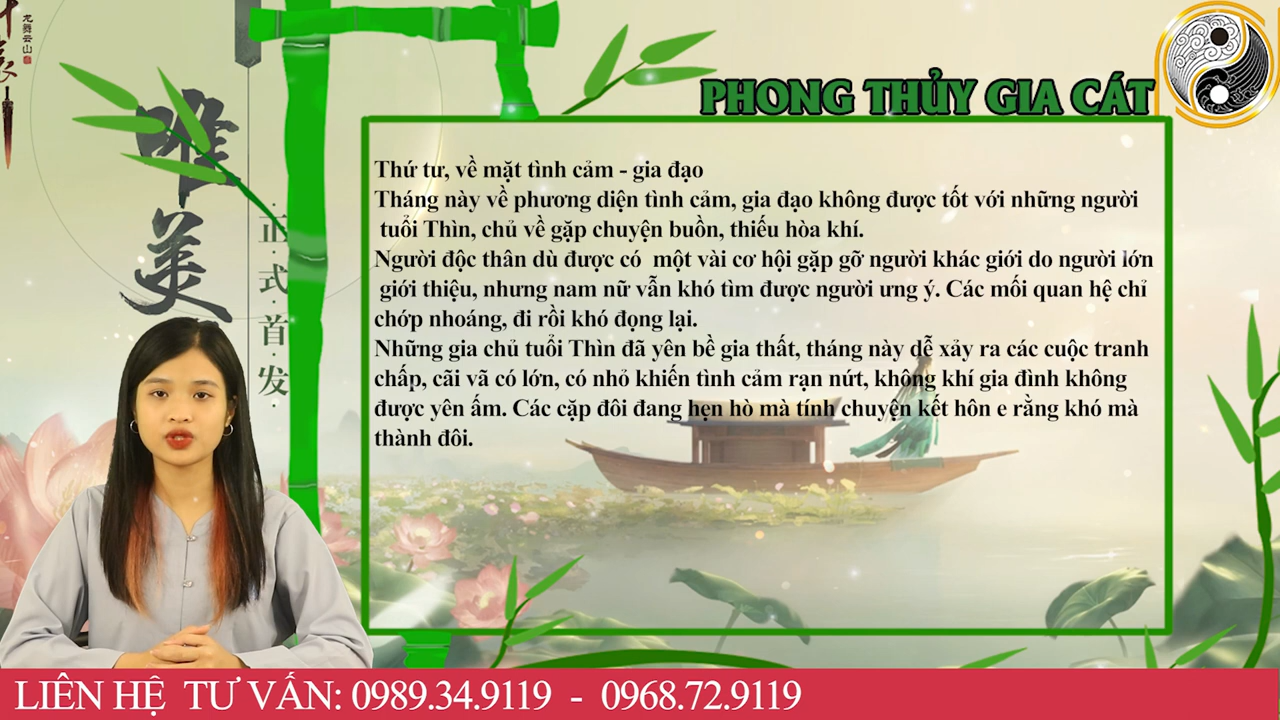 龙舞云山
唯美
·正·式·首·发·
PHONG THỦY GIA CÁT
Thứ tư, về mặt tình cảm - gia đạo
Tháng này về phương diện tình cảm, gia đạo không được tốt với những người
tuổi Thìn, chủ về gặp chuyện buồn, thiếu hòa khí.
Người độc thân dù được có một vài cơ hội gặp gỡ người khác giới do người lớn
giới thiệu, nhưng nam nữ vẫn khó tìm được người ưng ý. Các mối quan hệ chỉ
chớp nhoáng, đi rồi khó đọng lại.
Những gia chủ tuổi Thìn đã yên bề gia thất, tháng này dễ xảy ra các cuộc tranh
chấp, cãi vã có lớn, có nhỏ khiến tình cảm rạn nứt, không khí gia đình không
được yên ấm. Các cặp đôi đang hẹn hò mà tính chuyện kết hôn e rằng khó mà
thành đôi.
LIÊN HỆ TƯ VẤN: 0989.34.9119 - 0968.72.9119